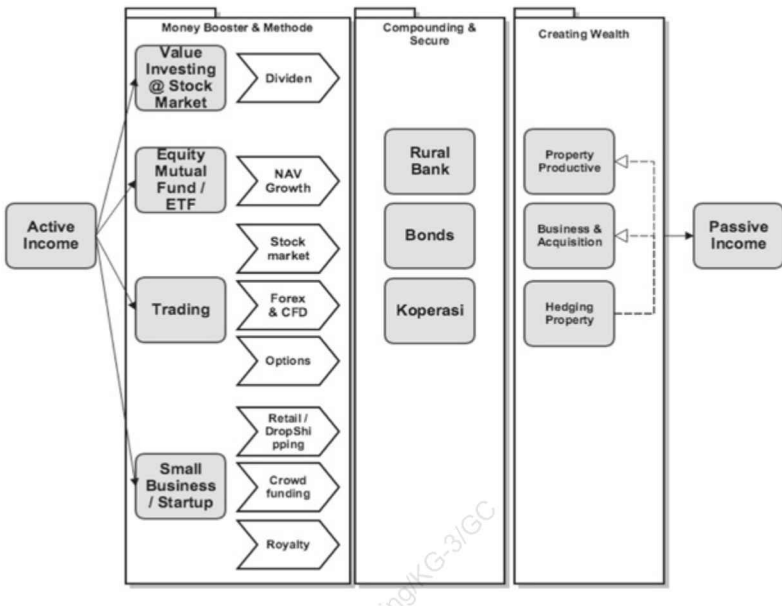 Money Booster & Methode
Compounding &
Secure
Creating Wealth
Active
Income
Value
Investing
@ Stock
Market
Dividen
Equity
Mutual
Fund /
ETF
NAV
Growth
Trading
Stock
market
Forex
& CFD
Options
Small
Business
/ Startup
Retail /
DropShi
pping
Crowd
funding
Royalty
Rural
Bank
Bonds
Koperasi
Property
Productive
Business &
Acquisition
Hedging
Property
Passive
Income